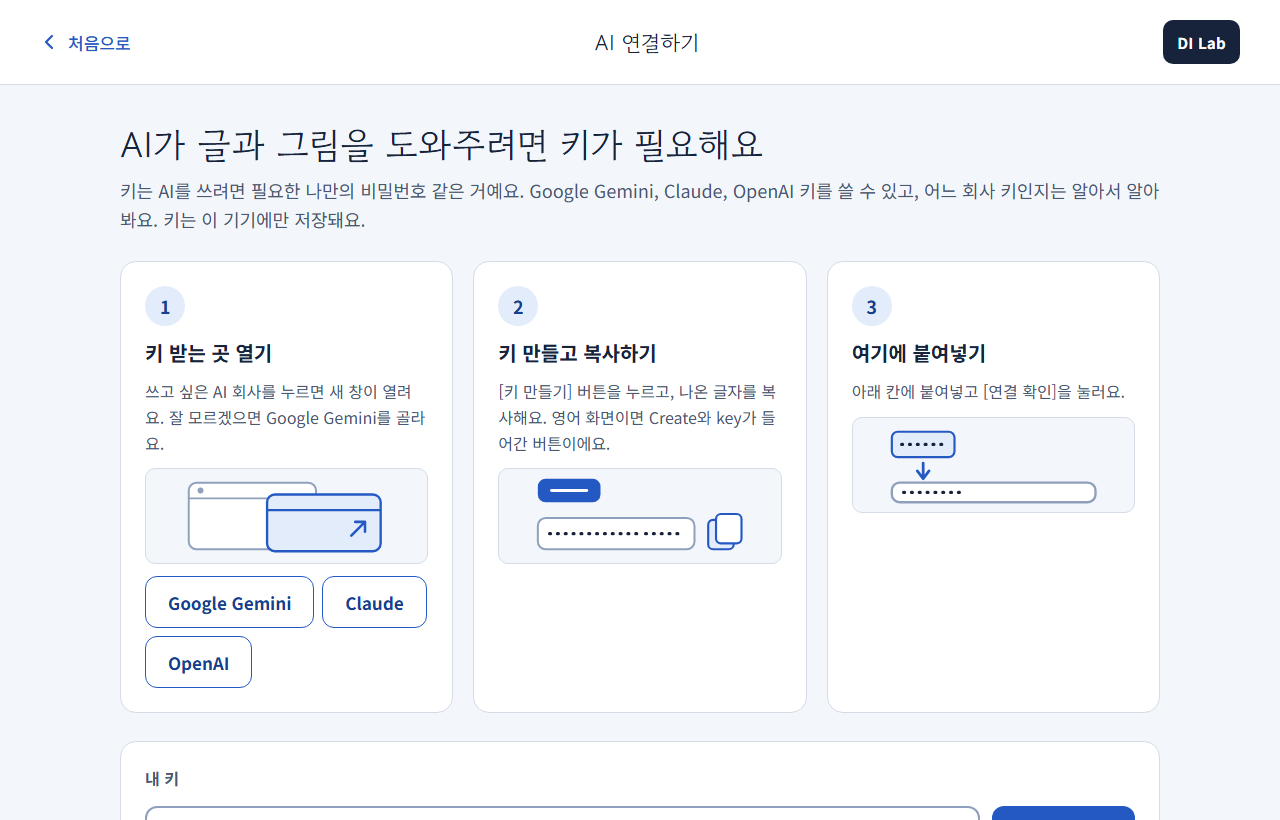 처음으로
AI 연결하기
DI Lab
AI가 글과 그림을 도와주려면 키가 필요해요
키는 AI를 쓰려면 필요한 나만의 비밀번호 같은 거예요. Google Gemini, Claude, OpenAI 키를 쓸 수 있고, 어느 회사 키인지는 알아서 알아
봐요. 키는 이 기기에만 저장돼요.
1
키 받는 곳 열기
쓰고 싶은 AI 회사를 누르면 새 창이 열려
요. 잘 모르겠으면 Google Gemini를 골라
요.
Google Gemini
Claude
OpenAI
2
키 만들고 복사하기
[키 만들기] 버튼을 누르고, 나온 글자를 복
사해요. 영어 화면이면 Create와 key가 들
어간 버튼이에요.
3
여기에 붙여넣기
아래 칸에 붙여넣고 [연결 확인]을 눌러요.
내 키